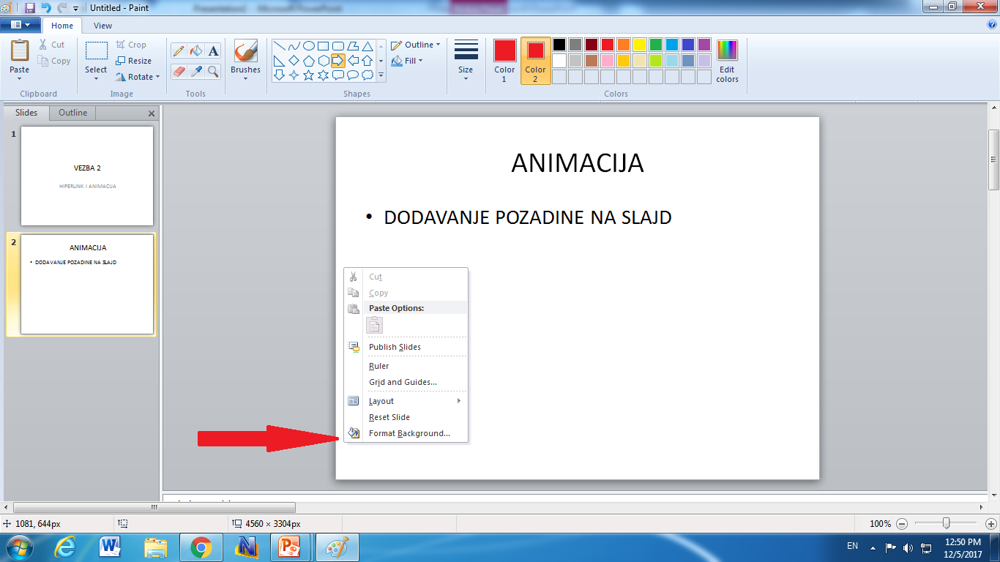 Untitled - Paint
Home
View
Paste
Cut
Copy
Clipboard
Select
Crop
Resize
Rotate
Image
Tools
Brushes
Outline
Fill
Shapes
Size
Color 1
Color 2
Edit colors
Colors
Slides
Outline
1
VEZBA 2
HIPERLINK I ANIMACIJA
2
ANIMACIJA
• DODAVANJE POZADINE NA SLAJD
ANIMACIJA
• DODAVANJE POZADINE NA SLAJD
Cut
Copy
Paste Options:
Publish Slides
Ruler
Grid and Guides...
Layout
Reset Slide
Format Background...
1081, 644px
4560 × 3304px
100%
EN
12:50 PM
12/5/2017